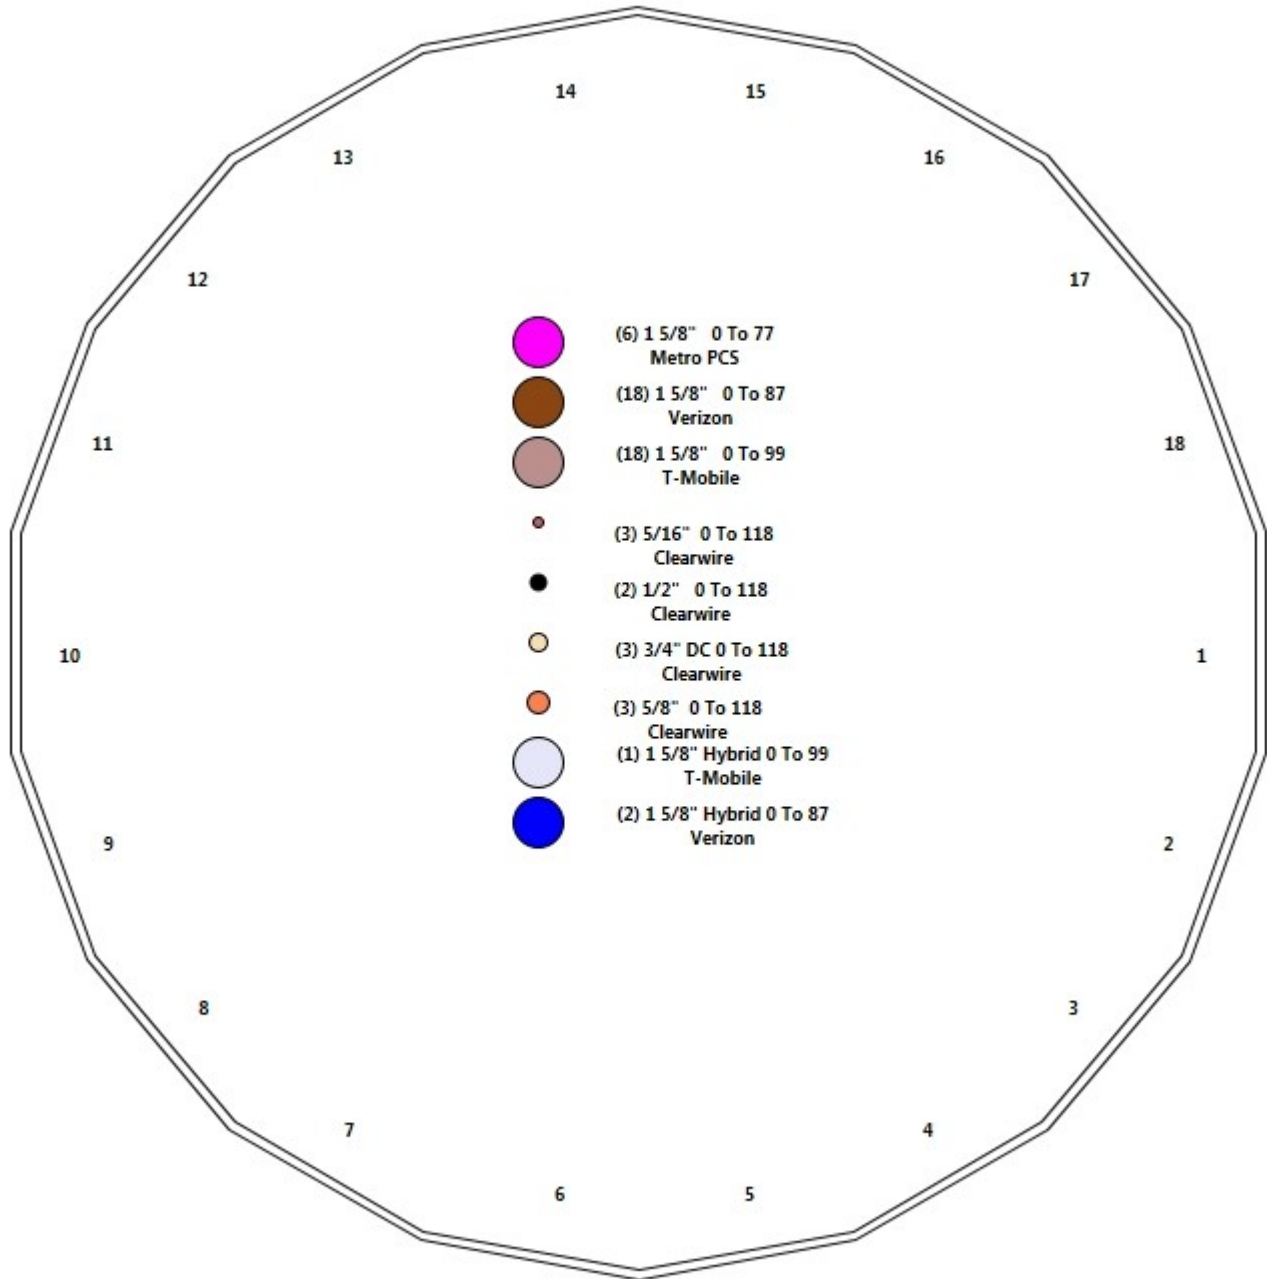 14 15
13 16
12 17
(6) 1 5/8" 0 To 77
Metro PCS
(18) 1 5/8" 0 To 87
Verizon
11 18
(18) 1 5/8" 0 To 99
T-Mobile
(3) 5/16" 0 To 118
Clearwire
(2) 1/2" 0 To 118
Clearwire
10 1
(3) 3/4" DC 0 To 118
Clearwire
(3) 5/8" 0 To 118
Clearwire
(1) 1 5/8" Hybrid 0 To 99
T-Mobile
(2) 1 5/8" Hybrid 0 To 87
Verizon
9 2
8 3
7 4
6 5